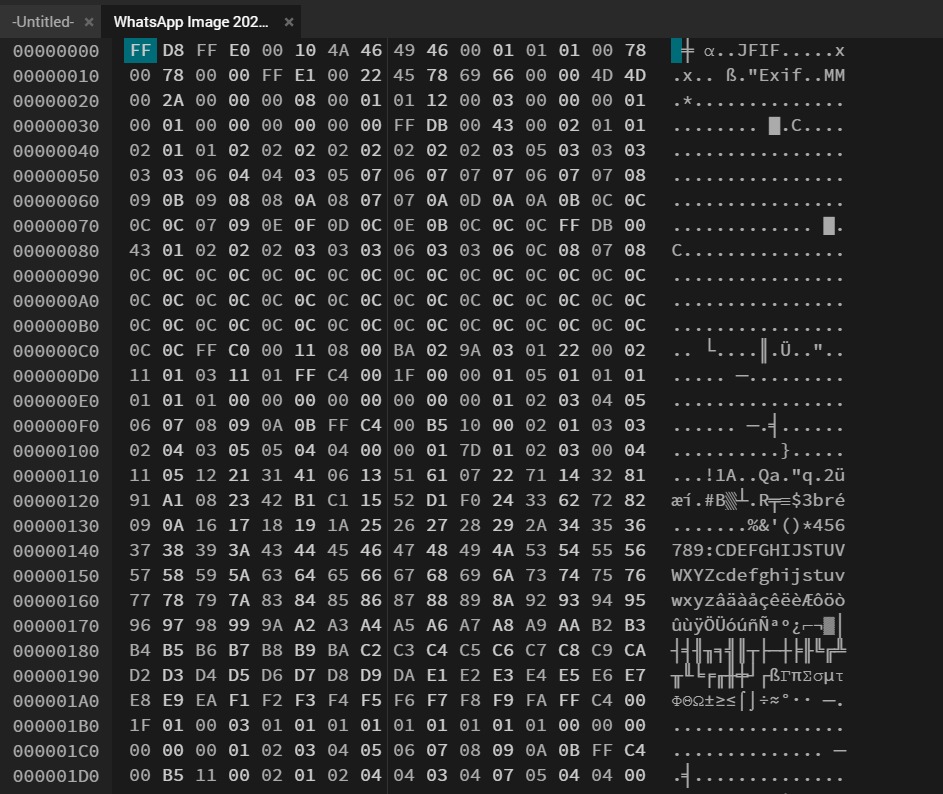 -Untitled- ×
WhatsApp Image 202... ×
00000000 FF D8 FF E0 00 10 4A 46 49 46 00 01 01 01 00 78 ╪ α..JFIF.....x
00000010 00 78 00 00 FF E1 00 22 45 78 69 66 00 00 4D 4D .x.. ß."Exif..MM
00000020 00 2A 00 00 00 08 00 01 01 12 00 03 00 00 00 01 .*..............
00000030 00 01 00 00 00 00 00 00 FF DB 00 43 00 02 01 01 ........ █.C....
00000040 02 01 01 02 02 02 02 02 02 02 02 03 05 03 03 03 ................
00000050 03 03 06 04 04 03 05 07 06 07 07 07 06 07 07 08 ................
00000060 09 0B 09 08 08 0A 08 07 07 0A 0D 0A 0A 0B 0C 0C ................
00000070 0C 0C 07 09 0E 0F 0D 0C 0E 0B 0C 0C 0C FF DB 00 ............. █.
00000080 43 01 02 02 02 03 03 03 06 03 03 06 0C 08 07 08 C...............
00000090 0C 0C 0C 0C 0C 0C 0C 0C 0C 0C 0C 0C 0C 0C 0C 0C ................
000000A0 0C 0C 0C 0C 0C 0C 0C 0C 0C 0C 0C 0C 0C 0C 0C 0C ................
000000B0 0C 0C 0C 0C 0C 0C 0C 0C 0C 0C 0C 0C 0C 0C 0C 0C ................
000000C0 0C 0C FF C0 00 11 08 00 BA 02 9A 03 01 22 00 02 .. └....║.Ü..."..
000000D0 11 01 03 11 01 FF C4 00 1F 00 00 01 05 01 01 01 ..... ─.........
000000E0 01 01 01 00 00 00 00 00 00 00 00 01 02 03 04 05 ................
000000F0 06 07 08 09 0A 0B FF C4 00 B5 10 00 02 01 03 03 ...... ─.╡......
00000100 02 04 03 05 05 04 04 00 00 01 7D 01 02 03 00 04 ..........}.....
00000110 11 05 12 21 31 41 06 13 51 61 07 22 71 14 32 81 ...!1A..Qa."q.2ü
00000120 91 A1 08 23 42 B1 C1 15 52 D1 F0 24 33 62 72 82 æí.#B▒┴.R╤≡$3bré
00000130 09 0A 16 17 18 19 1A 25 26 27 28 29 2A 34 35 36 .......%&'()*456
00000140 37 38 39 3A 43 44 45 46 47 48 49 4A 53 54 55 56 789:CDEFGHIJSTUV
00000150 57 58 59 5A 63 64 65 66 67 68 69 6A 73 74 75 76 WXYZcdefghijstuv
00000160 77 78 79 7A 83 84 85 86 87 88 89 8A 92 93 94 95 wxyzâäàåçêëèÆôöò
00000170 96 97 98 99 9A A2 A3 A4 A5 A6 A7 A8 A9 AA B2 B3 ûùÿÖÜóúñÑªº¿⌐¬▓│
00000180 B4 B5 B6 B7 B8 B9 BA C2 C3 C4 C5 C6 C7 C8 C9 CA ┤╡╢╖╕╣║┬├─┼╞╟╚╔╩
00000190 D2 D3 D4 D5 D6 D7 D8 D9 DA E1 E2 E3 E4 E5 E6 E7 ╥╙╘╒╓╫╪┘┌ßΓπΣσµτ
000001A0 E8 E9 EA F1 F2 F3 F4 F5 F6 F7 F8 F9 FA FF C4 00 ΦΘΩ±≥≤⌠⌡÷≈°∙· ─.
000001B0 1F 01 00 03 01 01 01 01 01 01 01 01 01 00 00 00 ................
000001C0 00 00 00 01 02 03 04 05 06 07 08 09 0A 0B FF C4 .............. ─
000001D0 00 B5 11 00 02 01 02 04 04 03 04 07 05 04 04 00 .╡..............